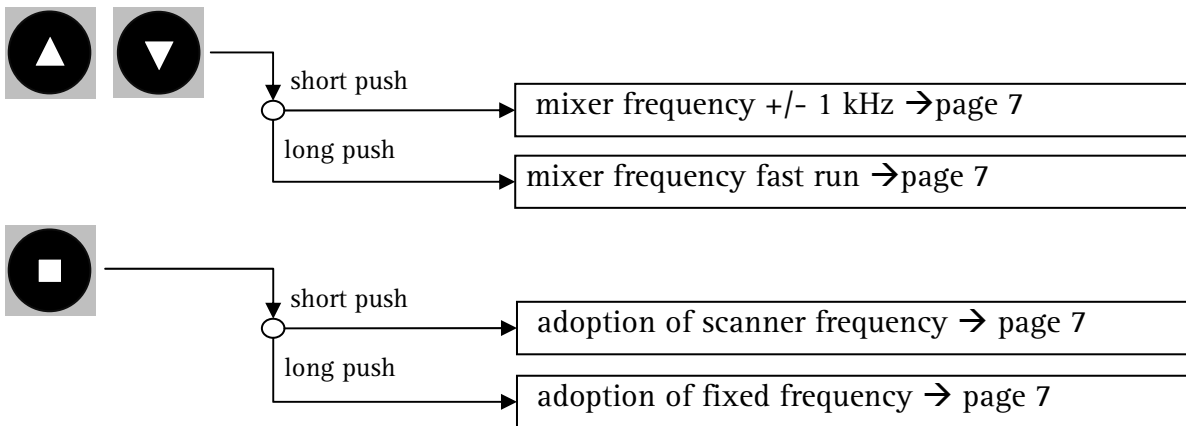 short push
mixer frequency +/- 1 kHz →page 7
long push
mixer frequency fast run →page 7
short push
adoption of scanner frequency → page 7
long push
adoption of fixed frequency → page 7